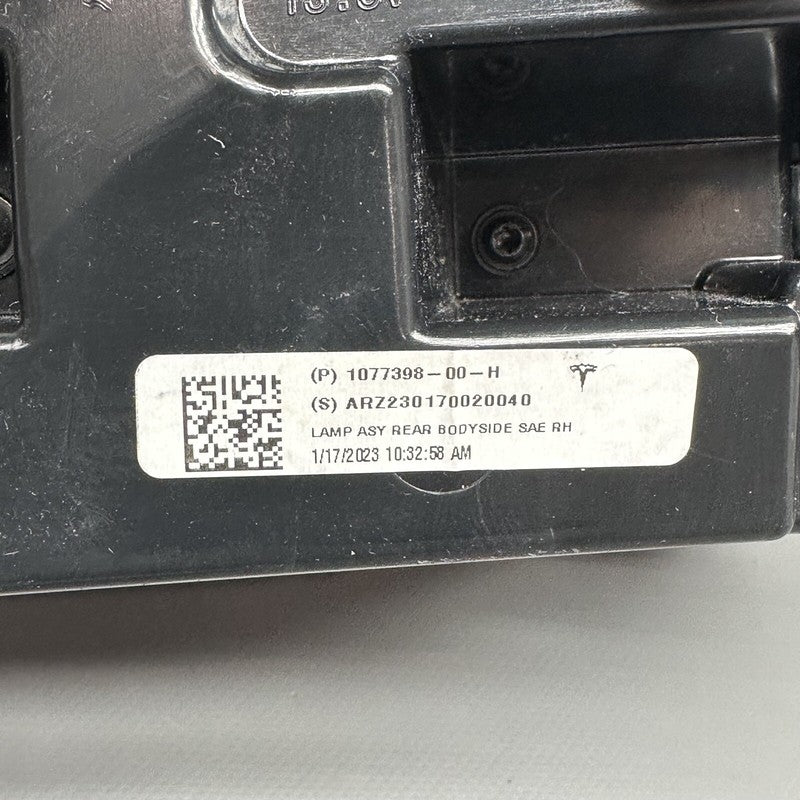 (P) 1077398-00-H
(S) ARZ230170020040
LAMP ASY REAR BODYSIDE SAE RH
1/17/2023 10:32:58 AM